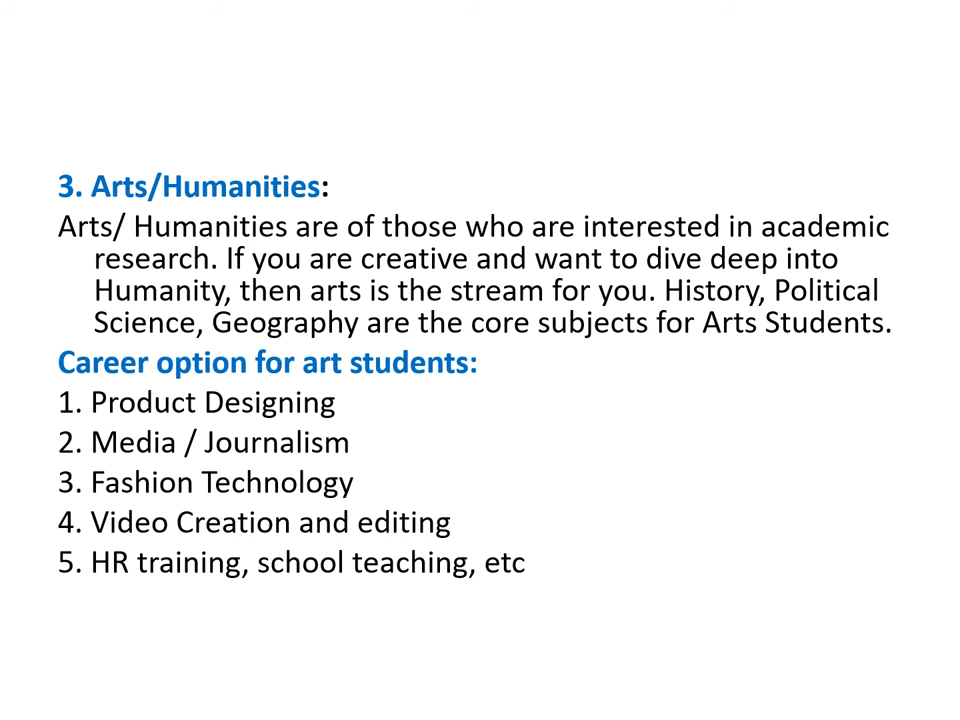 3. Arts/Humanities:
Arts/ Humanities are of those who are interested in academic
research. If you are creative and want to dive deep into
Humanity, then arts is the stream for you. History, Political
Science, Geography are the core subjects for Arts Students.
Career option for art students:
1. Product Designing
2. Media / Journalism
3. Fashion Technology
4. Video Creation and editing
5. HR training, school teaching, etc